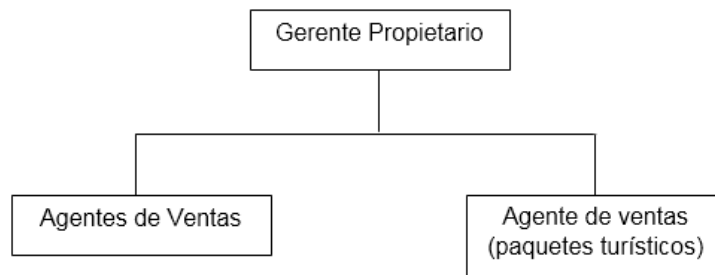 Gerente Propietario
Agentes de Ventas
Agente de ventas
(paquetes turísticos)